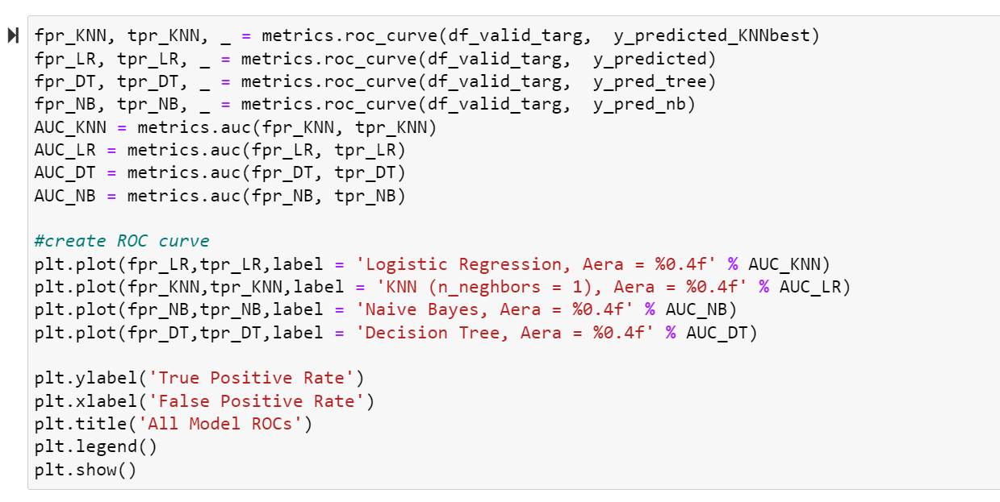 fpr_KNN, tpr_KNN, _ = metrics.roc_curve(df_valid_targ,  y_predicted_KNNbest)
fpr_LR, tpr_LR, _ = metrics.roc_curve(df_valid_targ,  y_predicted)
fpr_DT, tpr_DT, _ = metrics.roc_curve(df_valid_targ,  y_pred_tree)
fpr_NB, tpr_NB, _ = metrics.roc_curve(df_valid_targ,  y_pred_nb)
AUC_KNN = metrics.auc(fpr_KNN, tpr_KNN)
AUC_LR = metrics.auc(fpr_LR, tpr_LR)
AUC_DT = metrics.auc(fpr_DT, tpr_DT)
AUC_NB = metrics.auc(fpr_NB, tpr_NB)

#create ROC curve
plt.plot(fpr_LR,tpr_LR,label = 'Logistic Regression, Aera = %0.4f' % AUC_KNN)
plt.plot(fpr_KNN,tpr_KNN,label = 'KNN (n_neghbors = 1), Aera = %0.4f' % AUC_LR)
plt.plot(fpr_NB,tpr_NB,label = 'Naive Bayes, Aera = %0.4f' % AUC_NB)
plt.plot(fpr_DT,tpr_DT,label = 'Decision Tree, Aera = %0.4f' % AUC_DT)

plt.ylabel('True Positive Rate')
plt.xlabel('False Positive Rate')
plt.title('All Model ROCs')
plt.legend()
plt.show()